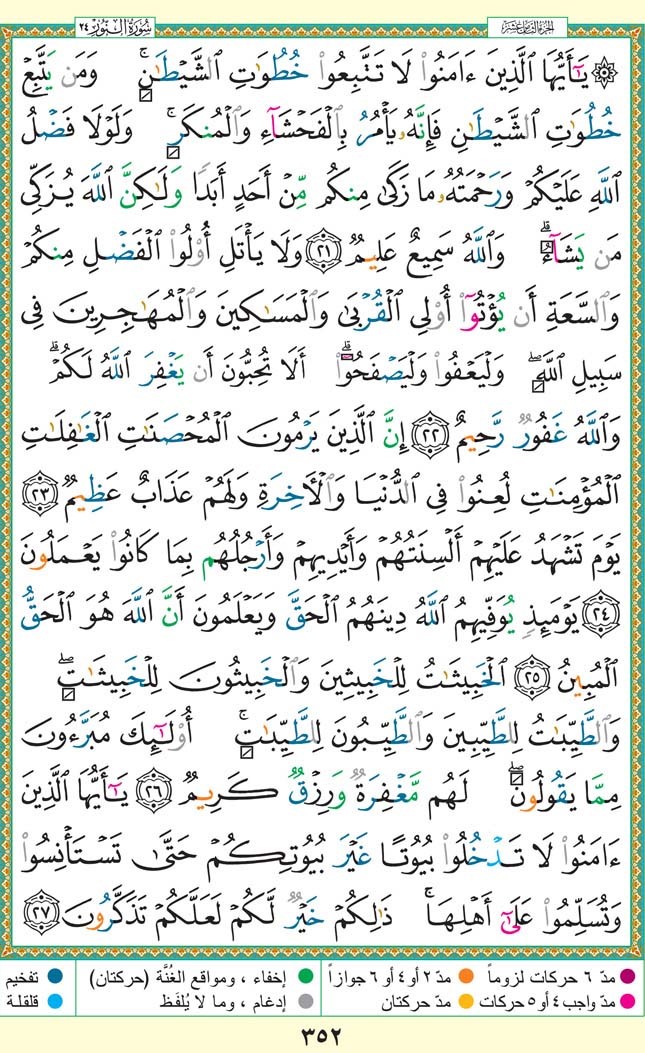 سُورَةُ النُّورِ ٢٤
الجزء الثامن عشر
۞ يَـٰٓأَيُّهَا ٱلَّذِينَ ءَامَنُوا۟ لَا تَتَّبِعُوا۟ خُطُوَٰتِ ٱلشَّيْطَـٰنِ ۚ وَمَن يَتَّبِعْ
خُطُوَٰتِ ٱلشَّيْطَـٰنِ فَإِنَّهُۥ يَأْمُرُ بِٱلْفَحْشَآءِ وَٱلْمُنكَرِ ۚ وَلَوْلَا فَضْلُ
ٱللَّهِ عَلَيْكُمْ وَرَحْمَتُهُۥ مَا زَكَىٰ مِنكُم مِّنْ أَحَدٍ أَبَدًا وَلَـٰكِنَّ ٱللَّهَ يُزَكِّى
مَن يَشَآءُ ۗ وَٱللَّهُ سَمِيعٌ عَلِيمٌ ٢١ وَلَا يَأْتَلِ أُو۟لُوا۟ ٱلْفَضْلِ مِنكُمْ
وَٱلسَّعَةِ أَن يُؤْتُوٓا۟ أُو۟لِى ٱلْقُرْبَىٰ وَٱلْمَسَـٰكِينَ وَٱلْمُهَـٰجِرِينَ فِى
سَبِيلِ ٱللَّهِ ۖ وَلْيَعْفُوا۟ وَلْيَصْفَحُوٓا۟ ۗ أَلَا تُحِبُّونَ أَن يَغْفِرَ ٱللَّهُ لَكُمْ ۗ
وَٱللَّهُ غَفُورٌ رَّحِيمٌ ٢٢ إِنَّ ٱلَّذِينَ يَرْمُونَ ٱلْمُحْصَنَـٰتِ ٱلْغَـٰفِلَـٰتِ
ٱلْمُؤْمِنَـٰتِ لُعِنُوا۟ فِى ٱلدُّنْيَا وَٱلْـَٔاخِرَةِ وَلَهُمْ عَذَابٌ عَظِيمٌ ٢٣
يَوْمَ تَشْهَدُ عَلَيْهِمْ أَلْسِنَتُهُمْ وَأَيْدِيهِمْ وَأَرْجُلُهُم بِمَا كَانُوا۟ يَعْمَلُونَ
٢٤ يَوْمَئِذٍ يُوَفِّيهِمُ ٱللَّهُ دِينَهُمُ ٱلْحَقَّ وَيَعْلَمُونَ أَنَّ ٱللَّهَ هُوَ ٱلْحَقُّ
ٱلْمُبِينُ ٢٥ ٱلْخَبِيثَـٰتُ لِلْخَبِيثِينَ وَٱلْخَبِيثُونَ لِلْخَبِيثَـٰتِ ۖ
وَٱلطَّيِّبَـٰتُ لِلطَّيِّبِينَ وَٱلطَّيِّبُونَ لِلطَّيِّبَـٰتِ ۚ أُو۟لَـٰٓئِكَ مُبَرَّءُونَ
مِمَّا يَقُولُونَ ۖ لَهُم مَّغْفِرَةٌ وَرِزْقٌ كَرِيمٌ ٢٦ يَـٰٓأَيُّهَا ٱلَّذِينَ
ءَامَنُوا۟ لَا تَدْخُلُوا۟ بُيُوتًا غَيْرَ بُيُوتِكُمْ حَتَّىٰ تَسْتَأْنِسُوا۟
وَتُسَلِّمُوا۟ عَلَىٰٓ أَهْلِهَا ۚ ذَٰلِكُمْ خَيْرٌ لَّكُمْ لَعَلَّكُمْ تَذَكَّرُونَ ٢٧
مدّ ٦ حركات لزوماً مدّ ٢ أو ٤ أو ٦ جوازاً إخفاء ، ومواقع الغُنَّة (حركتان) تفخيم
مدّ واجب ٤ أو ٥ حركات مدّ حركتان إدغام ، وما لا يُلفَظ قلقلة
٣٥٢